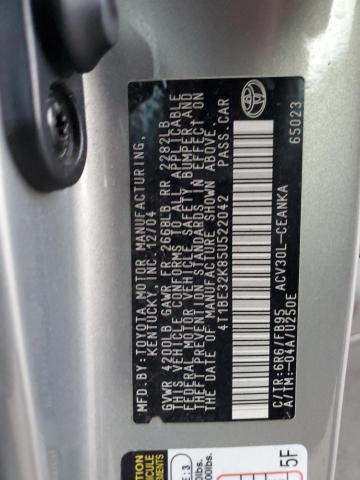 MFD. BY:
TOYOTA MOTOR MANUFACTURING,
KENTUCKY, INC. 12/04
GVWR 4200LB GAWR FR 2668LB RR 2282LB
THIS VEHICLE CONFORMS TO ALL APPLICABLE
FEDERAL MOTOR VEHICLE SAFETY, BUMPER, AND
THEFT PREVENTION STANDARDS IN EFFECT ON
THE DATE OF MANUFACTURE SHOWN ABOVE.
4T1BE32K85U522042 PASS.CAR
TOYOTA
65023
C/TR:6R6/FB95 ACV30L-CEANKA
A/TM:-04A/U250E